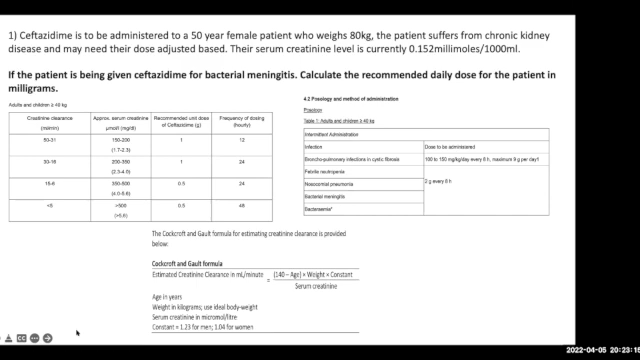 1) Ceftazidime is to be administered to a 50 year female patient who weighs 80kg, the patient suffers from chronic kidney
disease and may need their dose adjusted based. Their serum creatinine level is currently 0.152millimoles/1000ml.
If the patient is being given ceftazidime for bacterial meningitis. Calculate the recommended daily dose for the patient in
milligrams.
Adults and children ≥ 40 kg
Creatinine clearance (ml/min) Approx. serum creatinine µmol/l (mg/dl) Recommended unit dose of Ceftazidime (g) Frequency of dosing (hourly)
50-31 150-200 (1.7-2.3) 1 12
30-16 200-350 (2.3-4.0) 1 24
15-6 350-500 (4.0-5.6) 0.5 24
<5 >500 (>5.6) 0.5 48
4.2 Posology and method of administration
Posology
Table 1: Adults and children ≥ 40 kg
Intermittent Administration
Infection Dose to be administered
Broncho-pulmonary infections in cystic fibrosis 100 to 150 mg/kg/day every 8 h, maximum 9 g per day1
Febrile neutropenia
Nosocomial pneumonia 2 g every 8 h
Bacterial meningitis
Bacteraemia*
The Cockcroft and Gault formula for estimating creatinine clearance is provided
below:
Cockcroft and Gault formula
Estimated Creatinine Clearance in mL/minute = (140 – Age) × Weight × Constant
Serum creatinine
Age in years
Weight in kilograms; use ideal body-weight
Serum creatinine in micromol/litre
Constant = 1.23 for men; 1.04 for women
CC
2022-04-05 20:23:15